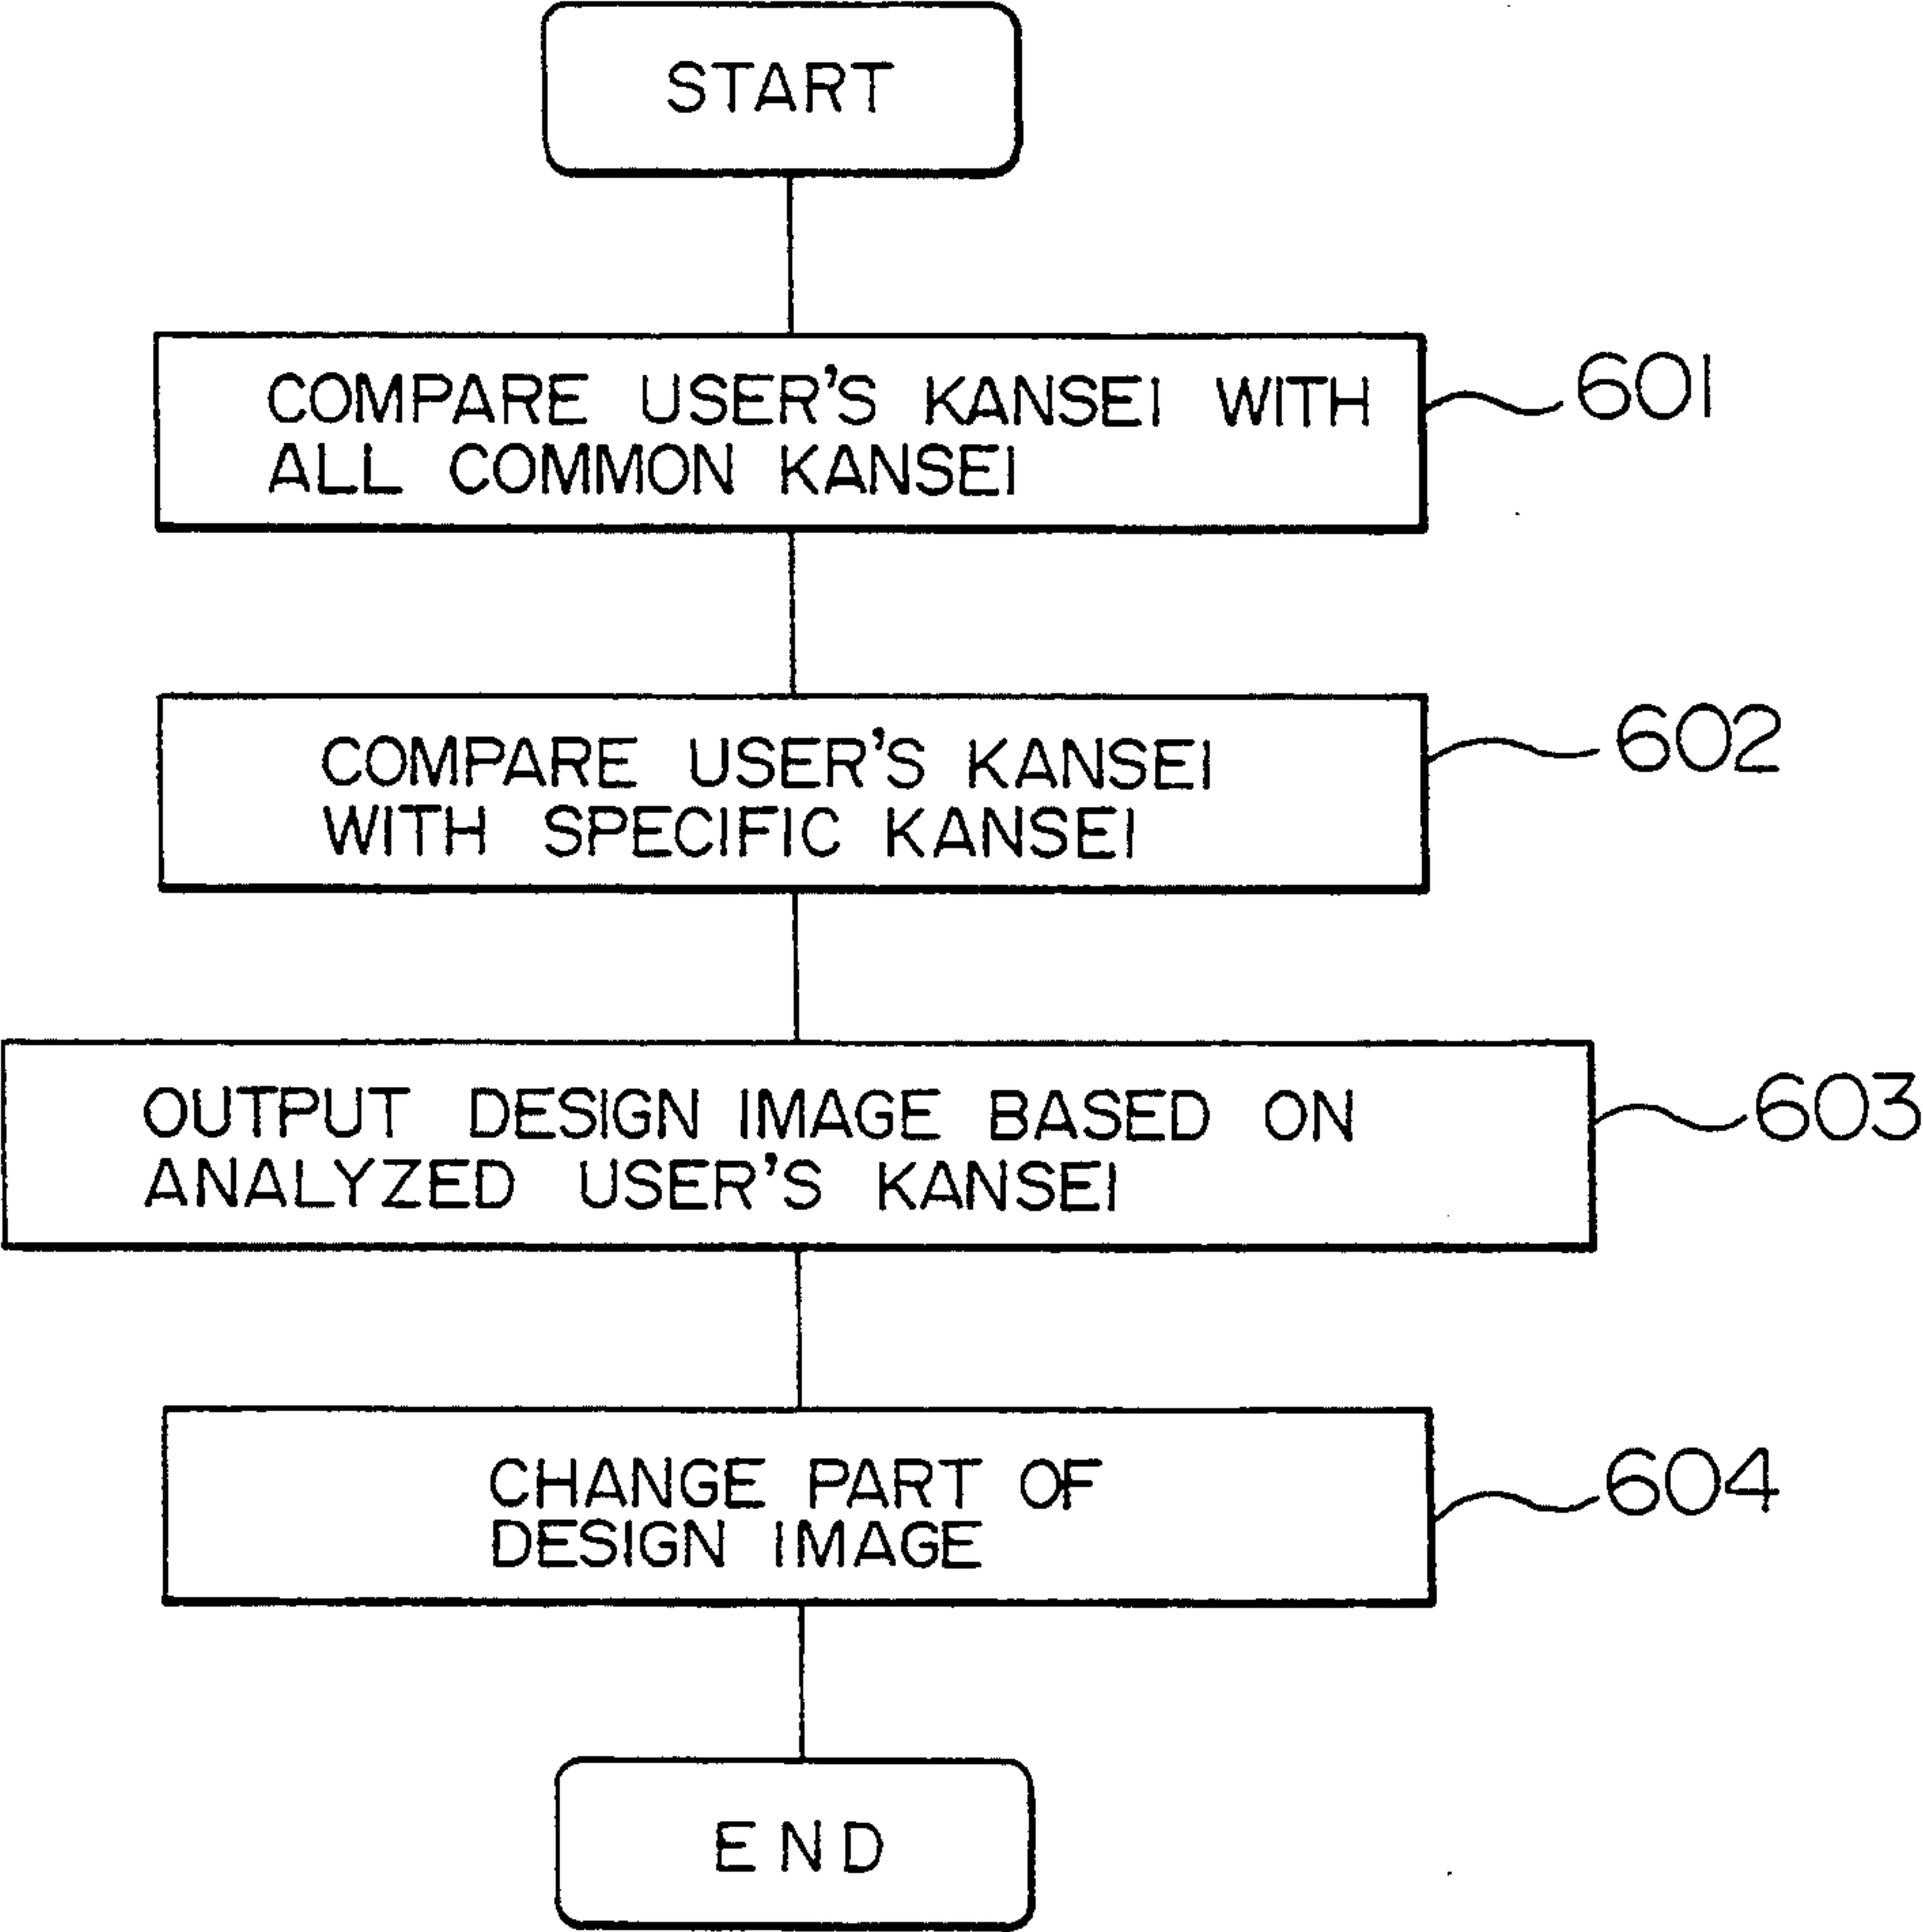 START
COMPARE USER'S KANSEI WITH
ALL COMMON KANSEI
601
COMPARE USER'S KANSEI
WITH SPECIFIC KANSEI
602
OUTPUT DESIGN IMAGE BASED ON
ANALYZED USER'S KANSEI
603
CHANGE PART OF
DESIGN IMAGE
604
END